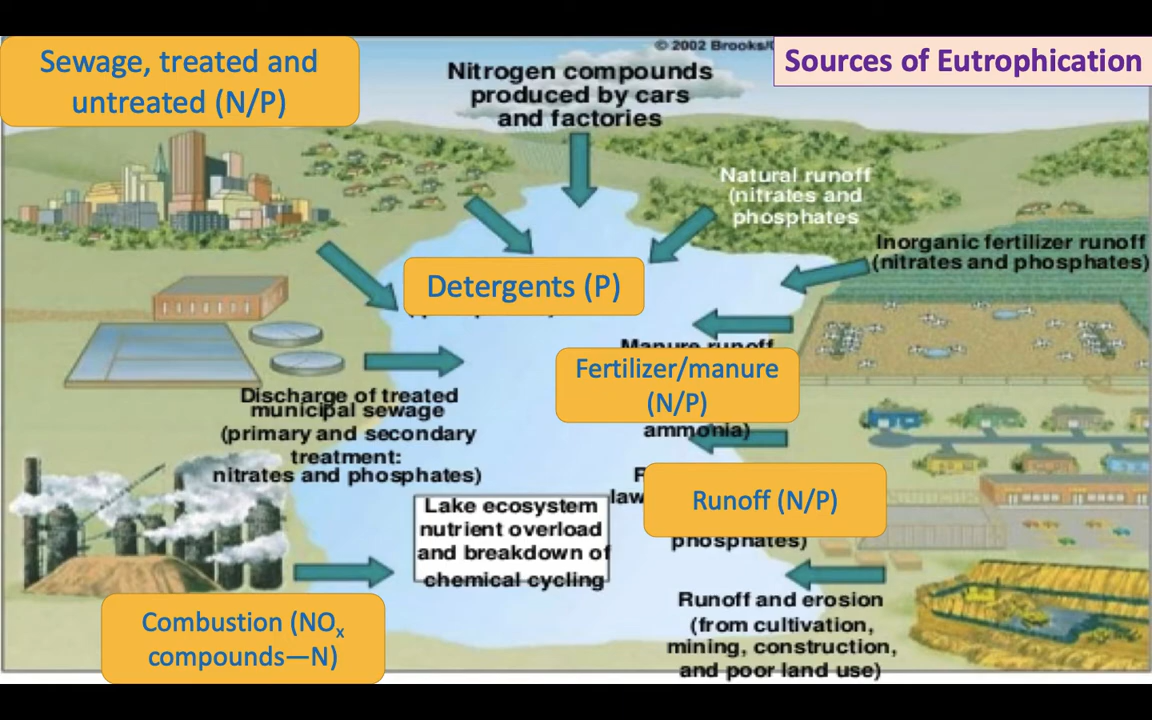 Sewage, treated and
untreated (N/P)
© 2002 Brooks/
Sources of Eutrophication
Nitrogen compounds
produced by cars
and factories
Natural runoff
(nitrates and
phosphates
Inorganic fertilizer runoff
(nitrates and phosphates)
Detergents (P)
Manure runoff
Fertilizer/manure
(N/P)
ammonia)
Discharge of treated
municipal sewage
(primary and secondary
treatment:
nitrates and phosphates)
Runoff (N/P)
phosphates)
Lake ecosystem
nutrient overload
and breakdown of
chemical cycling
Combustion (NOₓ
compounds—N)
Runoff and erosion
(from cultivation,
mining, construction,
and poor land use)